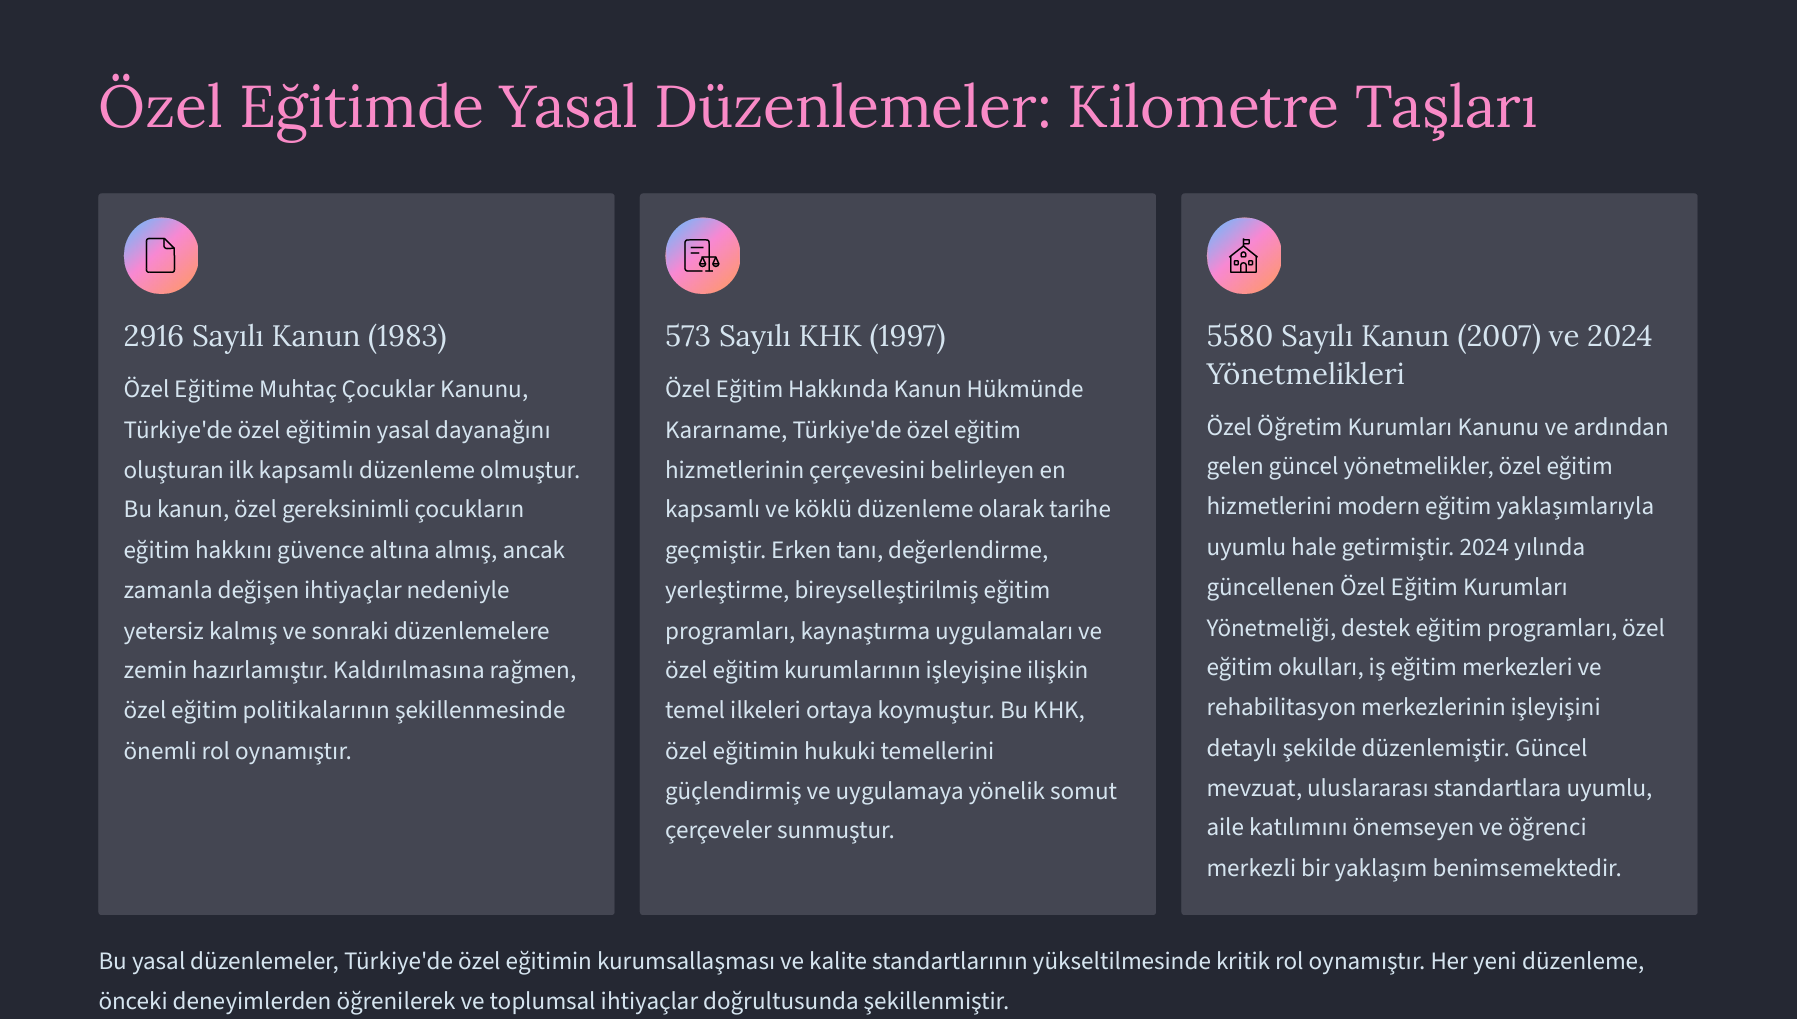 Özel Eğitimde Yasal Düzenlemeler: Kilometre Taşları
2916 Sayılı Kanun (1983)
Özel Eğitime Muhtaç Çocuklar Kanunu,
Türkiye'de özel eğitimin yasal dayanağını
oluşturan ilk kapsamlı düzenleme olmuştur.
Bu kanun, özel gereksinimli çocukların
eğitim hakkını güvence altına almış, ancak
zamanla değişen ihtiyaçlar nedeniyle
yetersiz kalmış ve sonraki düzenlemelere
zemin hazırlamıştır. Kaldırılmasına rağmen,
özel eğitim politikalarının şekillenmesinde
önemli rol oynamıştır.
573 Sayılı KHK (1997)
Özel Eğitim Hakkında Kanun Hükmünde
Kararname, Türkiye'de özel eğitim
hizmetlerinin çerçevesini belirleyen en
kapsamlı ve köklü düzenleme olarak tarihe
geçmiştir. Erken tanı, değerlendirme,
yerleştirme, bireyselleştirilmiş eğitim
programları, kaynaştırma uygulamaları ve
özel eğitim kurumlarının işleyişine ilişkin
temel ilkeleri ortaya koymuştur. Bu KHK,
özel eğitimin hukuki temellerini
güçlendirmiş ve uygulamaya yönelik somut
çerçeveler sunmuştur.
5580 Sayılı Kanun (2007) ve 2024
Yönetmelikleri
Özel Öğretim Kurumları Kanunu ve ardından
gelen güncel yönetmelikler, özel eğitim
hizmetlerini modern eğitim yaklaşımlarıyla
uyumlu hale getirmiştir. 2024 yılında
güncellenen Özel Eğitim Kurumları
Yönetmeliği, destek eğitim programları, özel
eğitim okulları, iş eğitim merkezleri ve
rehabilitasyon merkezlerinin işleyişini
detaylı şekilde düzenlemiştir. Güncel
mevzuat, uluslararası standartlara uyumlu,
aile katılımını önemseyen ve öğrenci
merkezli bir yaklaşım benimsemektedir.
Bu yasal düzenlemeler, Türkiye'de özel eğitimin kurumsallaşması ve kalite standartlarının yükseltilmesinde kritik rol oynamıştır. Her yeni düzenleme,
önceki deneyimlerden öğrenilerek ve toplumsal ihtiyaçlar doğrultusunda şekillenmiştir.